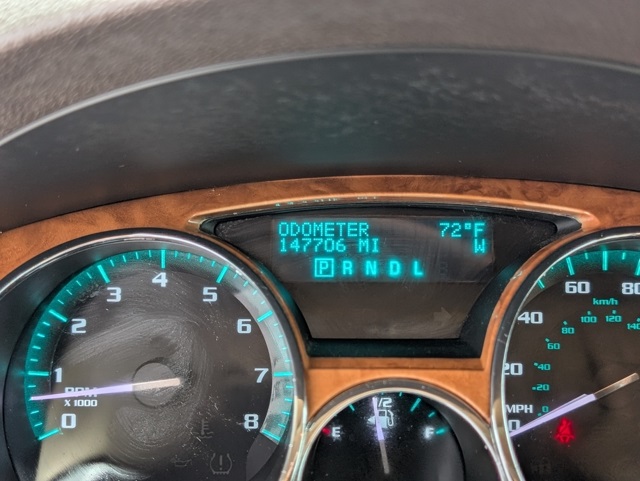 ODOMETER 72°F
147706 MI W
P R N D L
0 1 2 3 4 5 6 7 8
RPM
X 1000
E 1/2 F
0 20 40 60 80
MPH
km/h
0 20 40 60 80 100 120 140